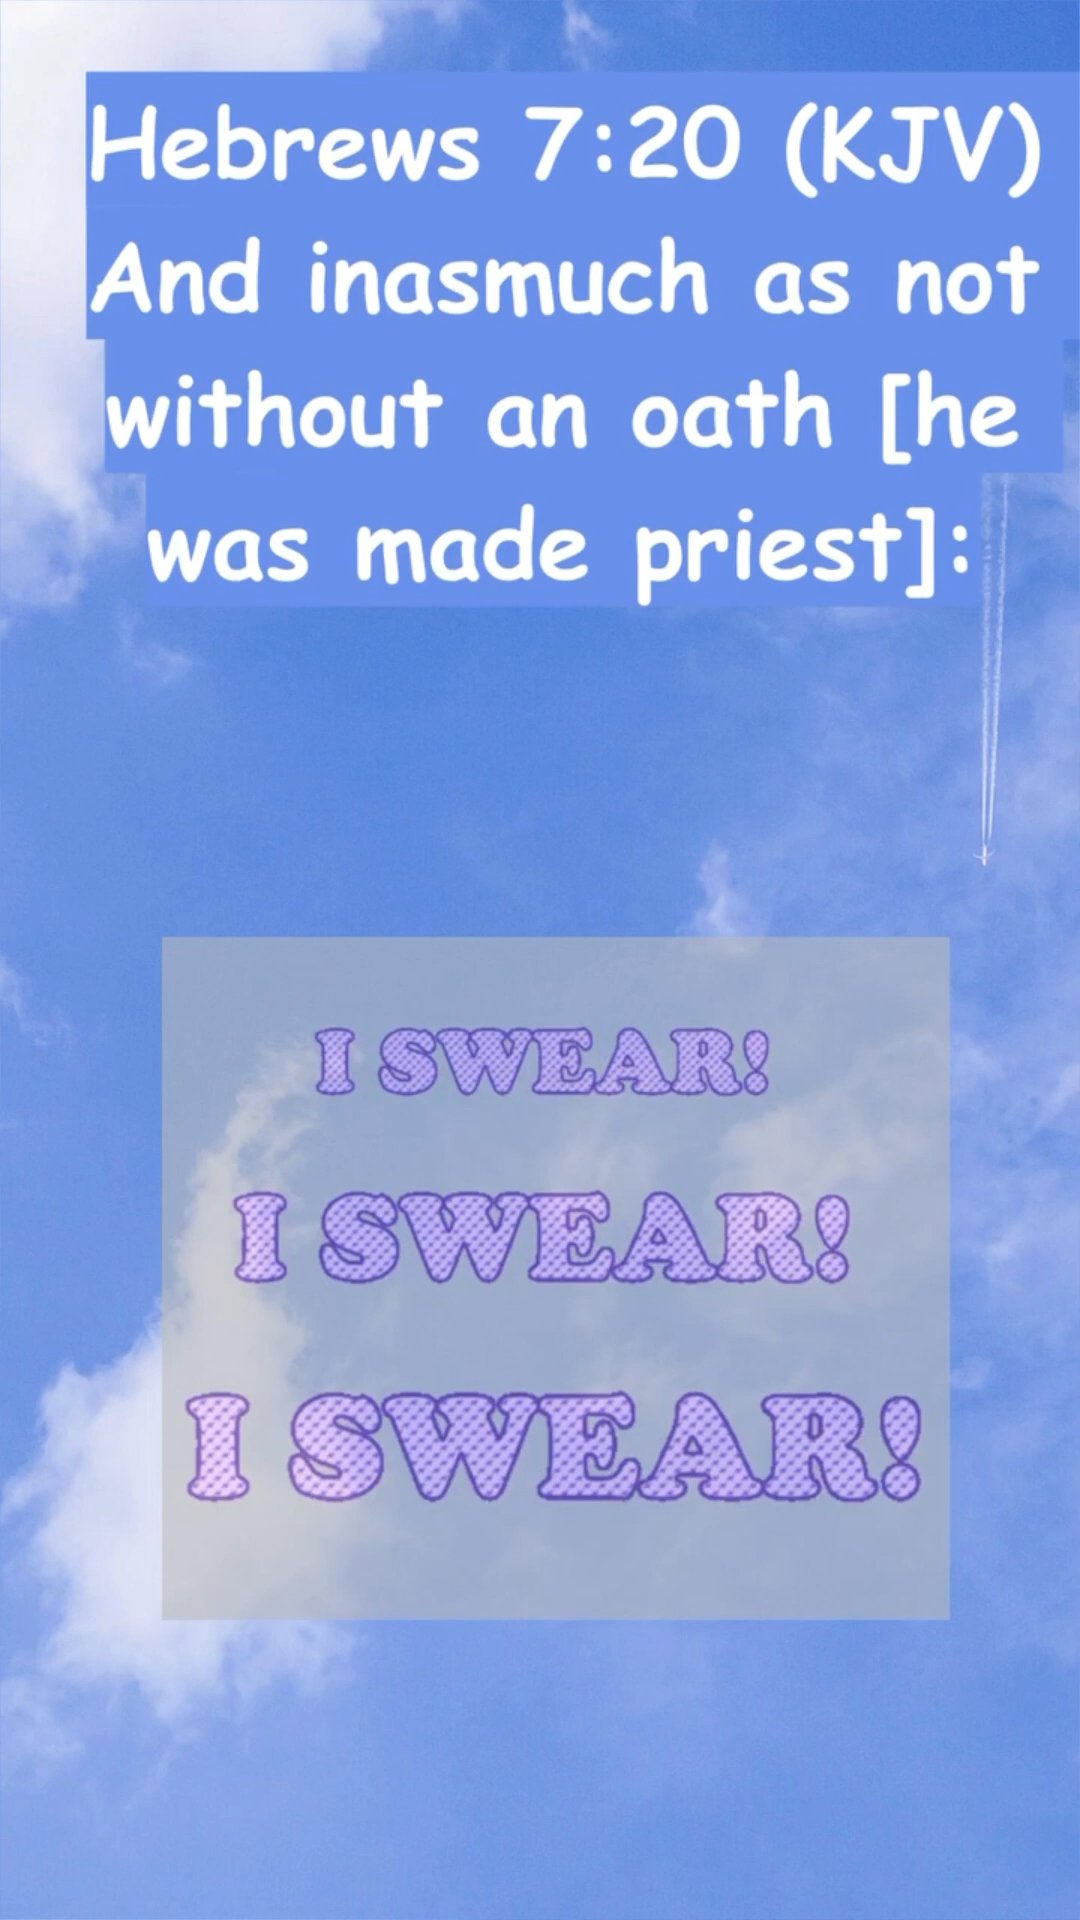 Hebrews 7:20 (KJV)
And inasmuch as not
without an oath [he
was made priest]:
I SWEAR!
I SWEAR!
I SWEAR!